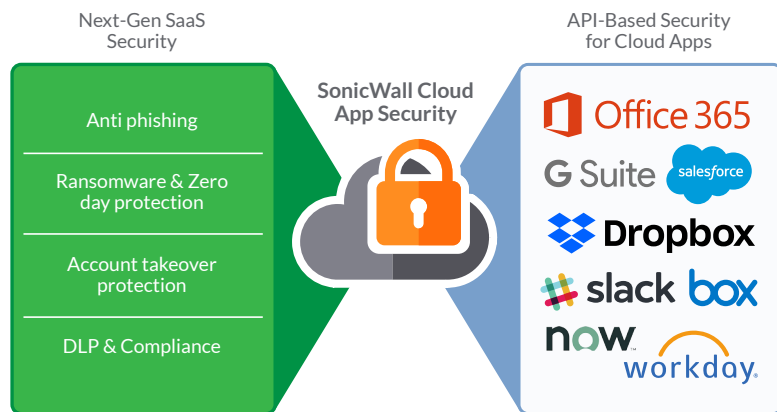 Next-Gen SaaS
Security
Anti phishing
Ransomware & Zero
day protection
Account takeover
protection
DLP & Compliance
SonicWall Cloud
App Security
API-Based Security
for Cloud Apps
Office 365
G Suite
salesforce
Dropbox
slack
box
now
workday